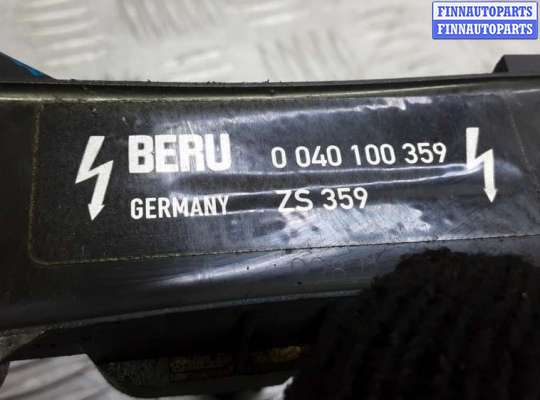 FINNAUTOPARTS
FINNAUTOPARTS
BERU 0 040 100 359
GERMANY ZS 359